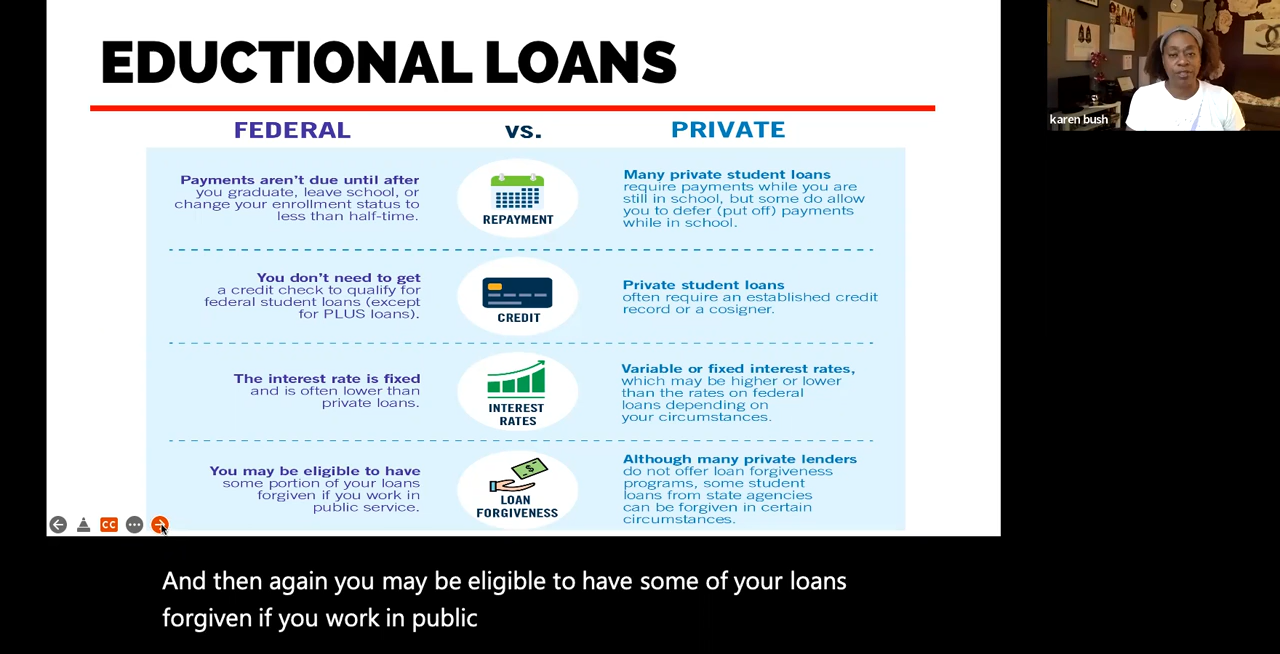 EDUCTIONAL LOANS
FEDERAL
vs.
PRIVATE
Payments aren't due until after
you graduate, leave school, or
change your enrollment status to
less than half-time.
REPAYMENT
Many private student loans
require payments while you are
still in school, but some do allow
you to defer (put off) payments
while in school.
You don't need to get
a credit check to qualify for
federal student loans (except
for PLUS loans).
CREDIT
Private student loans
often require an established credit
record or a cosigner.
The interest rate is fixed
and is often lower than
private loans.
INTEREST
RATES
Variable or fixed interest rates,
which may be higher or lower
than the rates on federal
loans depending on
your circumstances.
You may be eligible to have
some portion of your loans
forgiven if you work in
public service.
LOAN
FORGIVENESS
Although many private lenders
do not offer loan forgiveness
programs, some student
loans from state agencies
can be forgiven in certain
circumstances.
CC
karen bush
And then again you may be eligible to have some of your loans
forgiven if you work in public